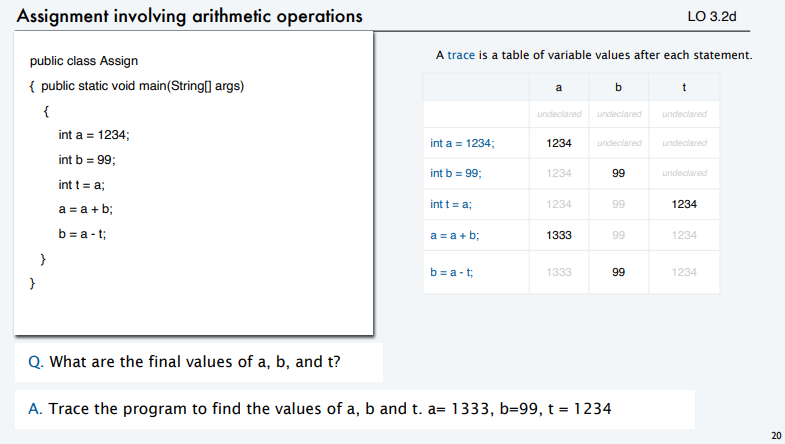 Assignment involving arithmetic operations
LO 3.2d
public class Assign
{ public static void main(String[] args)
{
int a = 1234;
int b = 99;
int t = a;
a = a + b;
b = a - t;
}
}
A trace is a table of variable values after each statement.
a b t
undeclared undeclared undeclared
int a = 1234; 1234 undeclared undeclared
int b = 99; 1234 99 undeclared
int t = a; 1234 99 1234
a = a + b; 1333 99 1234
b = a - t; 1333 99 1234
Q. What are the final values of a, b, and t?
A. Trace the program to find the values of a, b and t. a= 1333, b=99, t = 1234
20